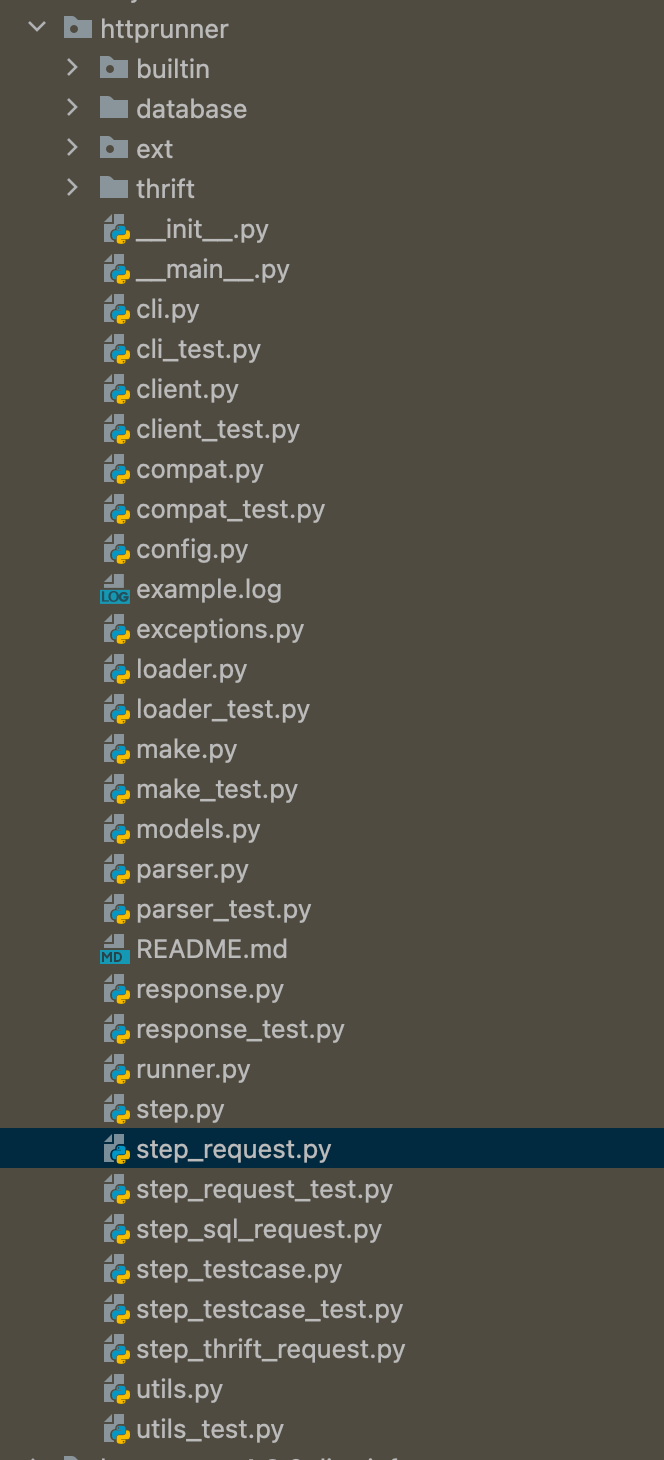 httprunner
builtin
database
ext
thrift
__init__.py
__main__.py
cli.py
cli_test.py
client.py
client_test.py
compat.py
compat_test.py
config.py
LOG example.log
exceptions.py
loader.py
loader_test.py
make.py
make_test.py
models.py
parser.py
parser_test.py
MD README.md
response.py
response_test.py
runner.py
step.py
step_request.py
step_request_test.py
step_sql_request.py
step_testcase.py
step_testcase_test.py
step_thrift_request.py
utils.py
utils_test.py